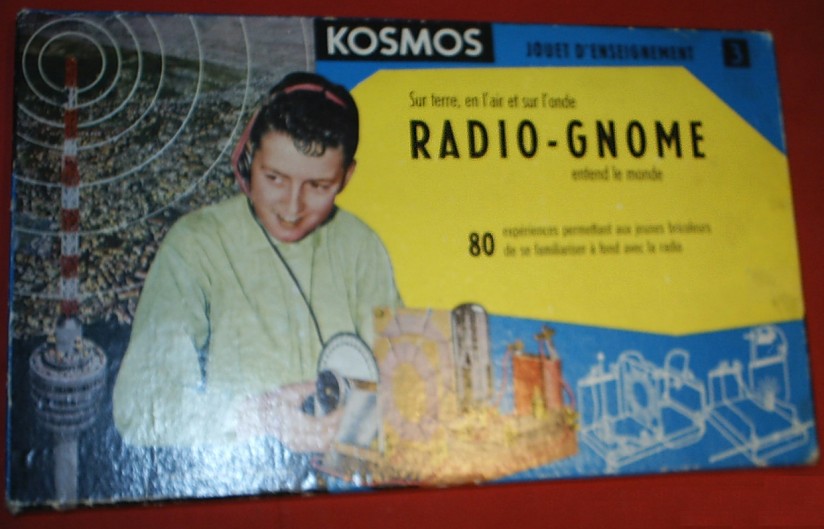 KOSMOS
JOUET D'ENSEIGNEMENT 3
Sur terre, en l'air et sur l'onde
RADIO-GNOME
entend le monde
80 expériences permettant aux jeunes bricoleurs
de se familiariser à fond avec la radio